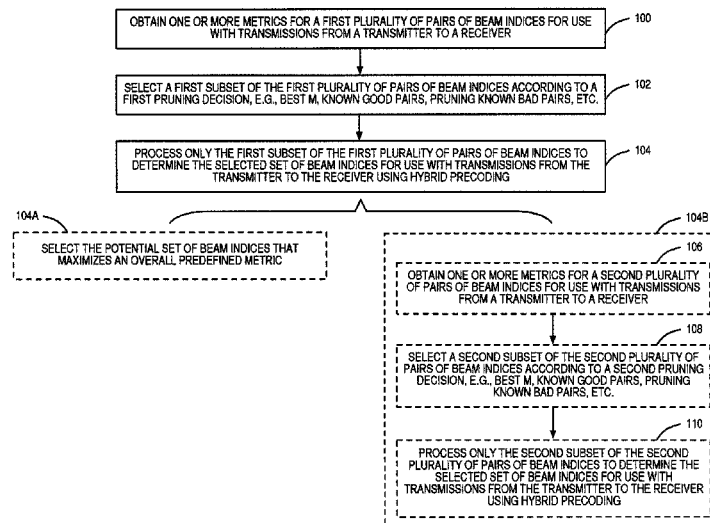 OBTAIN ONE OR MORE METRICS FOR A FIRST PLURALITY OF PAIRS OF BEAM INDICES FOR USE
WITH TRANSMISSIONS FROM A TRANSMITTER TO A RECEIVER
100
SELECT A FIRST SUBSET OF THE FIRST PLURALITY OF PAIRS OF BEAM INDICES ACCORDING TO A
FIRST PRUNING DECISION, E.G., BEST M, KNOWN GOOD PAIRS, PRUNING KNOWN BAD PAIRS, ETC.
102
PROCESS ONLY THE FIRST SUBSET OF THE FIRST PLURALITY OF PAIRS OF BEAM INDICES TO
DETERMINE THE SELECTED SET OF BEAM INDICES FOR USE WITH TRANSMISSIONS FROM THE
TRANSMITTER TO THE RECEIVER USING HYBRID PRECODING
104
104A
SELECT THE POTENTIAL SET OF BEAM INDICES THAT
MAXIMIZES AN OVERALL PREDEFINED METRIC
104B
106
OBTAIN ONE OR MORE METRICS FOR A SECOND PLURALITY
OF PAIRS OF BEAM INDICES FOR USE WITH TRANSMISSIONS
FROM A TRANSMITTER TO A RECEIVER
108
SELECT A SECOND SUBSET OF THE SECOND PLURALITY OF
PAIRS OF BEAM INDICES ACCORDING TO A SECOND PRUNING
DECISION, E.G., BEST M, KNOWN GOOD PAIRS, PRUNING
KNOWN BAD PAIRS, ETC.
110
PROCESS ONLY THE SECOND SUBSET OF THE SECOND
PLURALITY OF PAIRS OF BEAM INDICES TO DETERMINE THE
SELECTED SET OF BEAM INDICES FOR USE WITH
TRANSMISSIONS FROM THE TRANSMITTER TO THE RECEIVER
USING HYBRID PRECODING